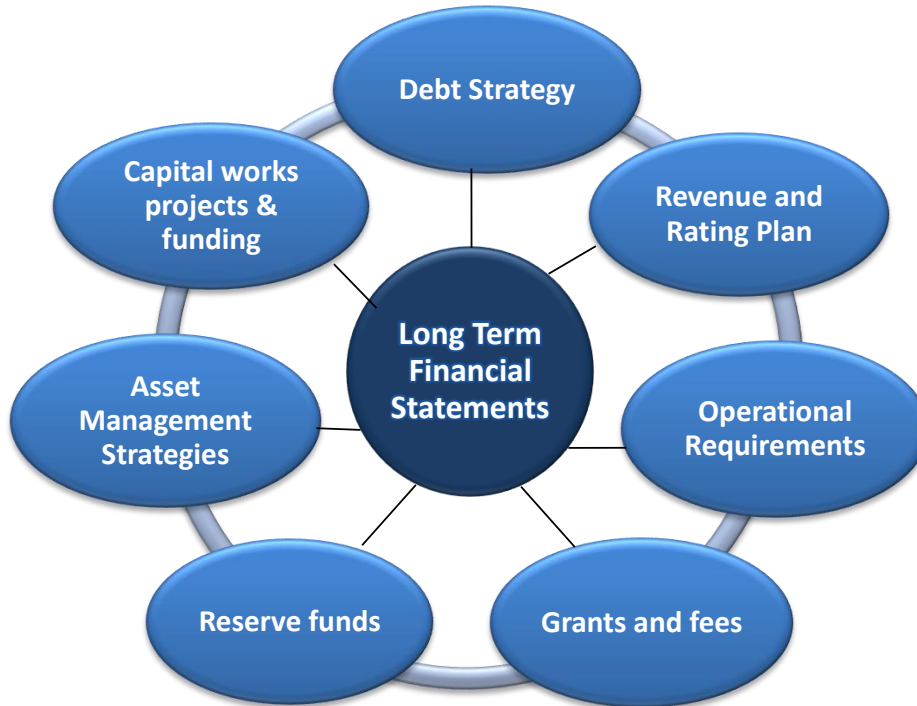 Debt Strategy
Revenue and
Rating Plan
Operational
Requirements
Grants and fees
Reserve funds
Asset
Management
Strategies
Capital works
projects &
funding
Long Term
Financial
Statements